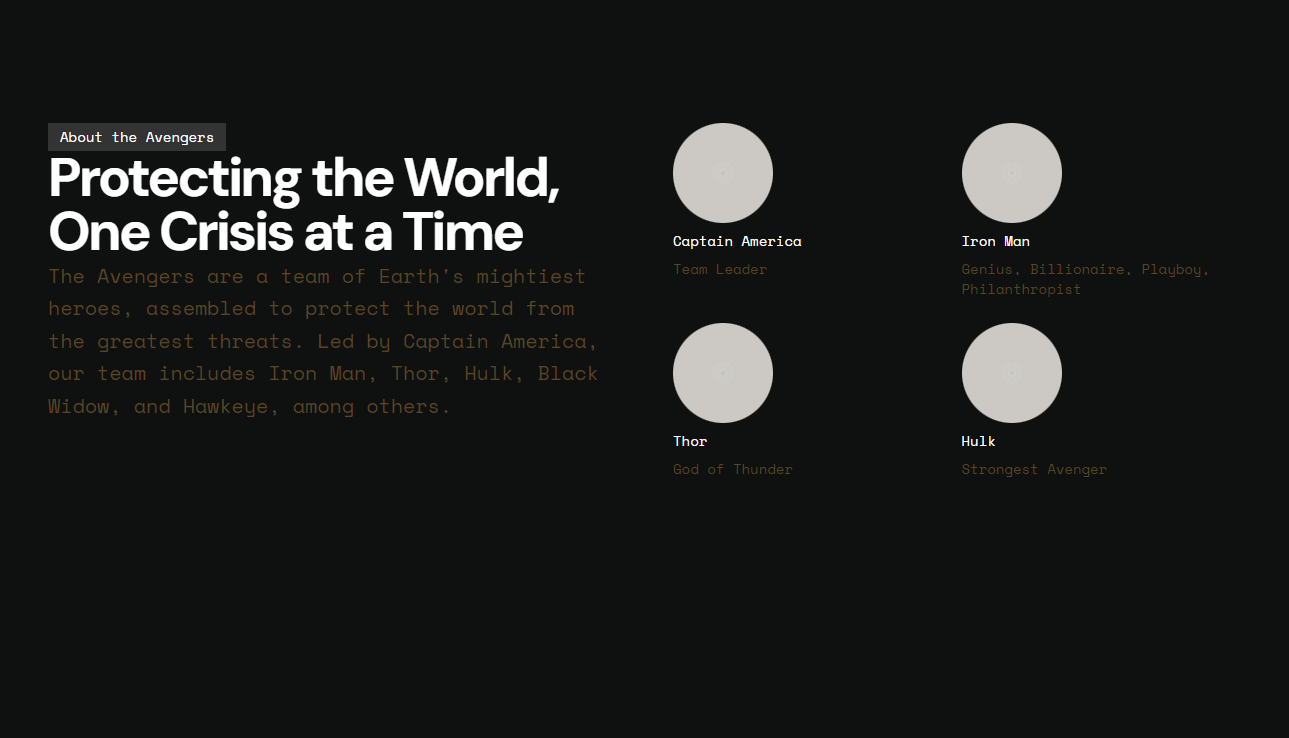 About the Avengers
Protecting the World,
One Crisis at a Time
The Avengers are a team of Earth's mightiest
heroes, assembled to protect the world from
the greatest threats. Led by Captain America,
our team includes Iron Man, Thor, Hulk, Black
Widow, and Hawkeye, among others.
Captain America
Team Leader
Iron Man
Genius, Billionaire, Playboy,
Philanthropist
Thor
God of Thunder
Hulk
Strongest Avenger